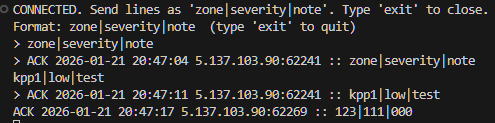 CONNECTED. Send lines as 'zone|severity|note'. Type 'exit' to close.
Format: zone|severity|note  (type 'exit' to quit)
> zone|severity|note
> ACK 2026-01-21 20:47:04 5.137.103.90:62241 :: zone|severity|note
kpp1|low|test
> ACK 2026-01-21 20:47:11 5.137.103.90:62241 :: kpp1|low|test
ACK 2026-01-21 20:47:17 5.137.103.90:62269 :: 123|111|000